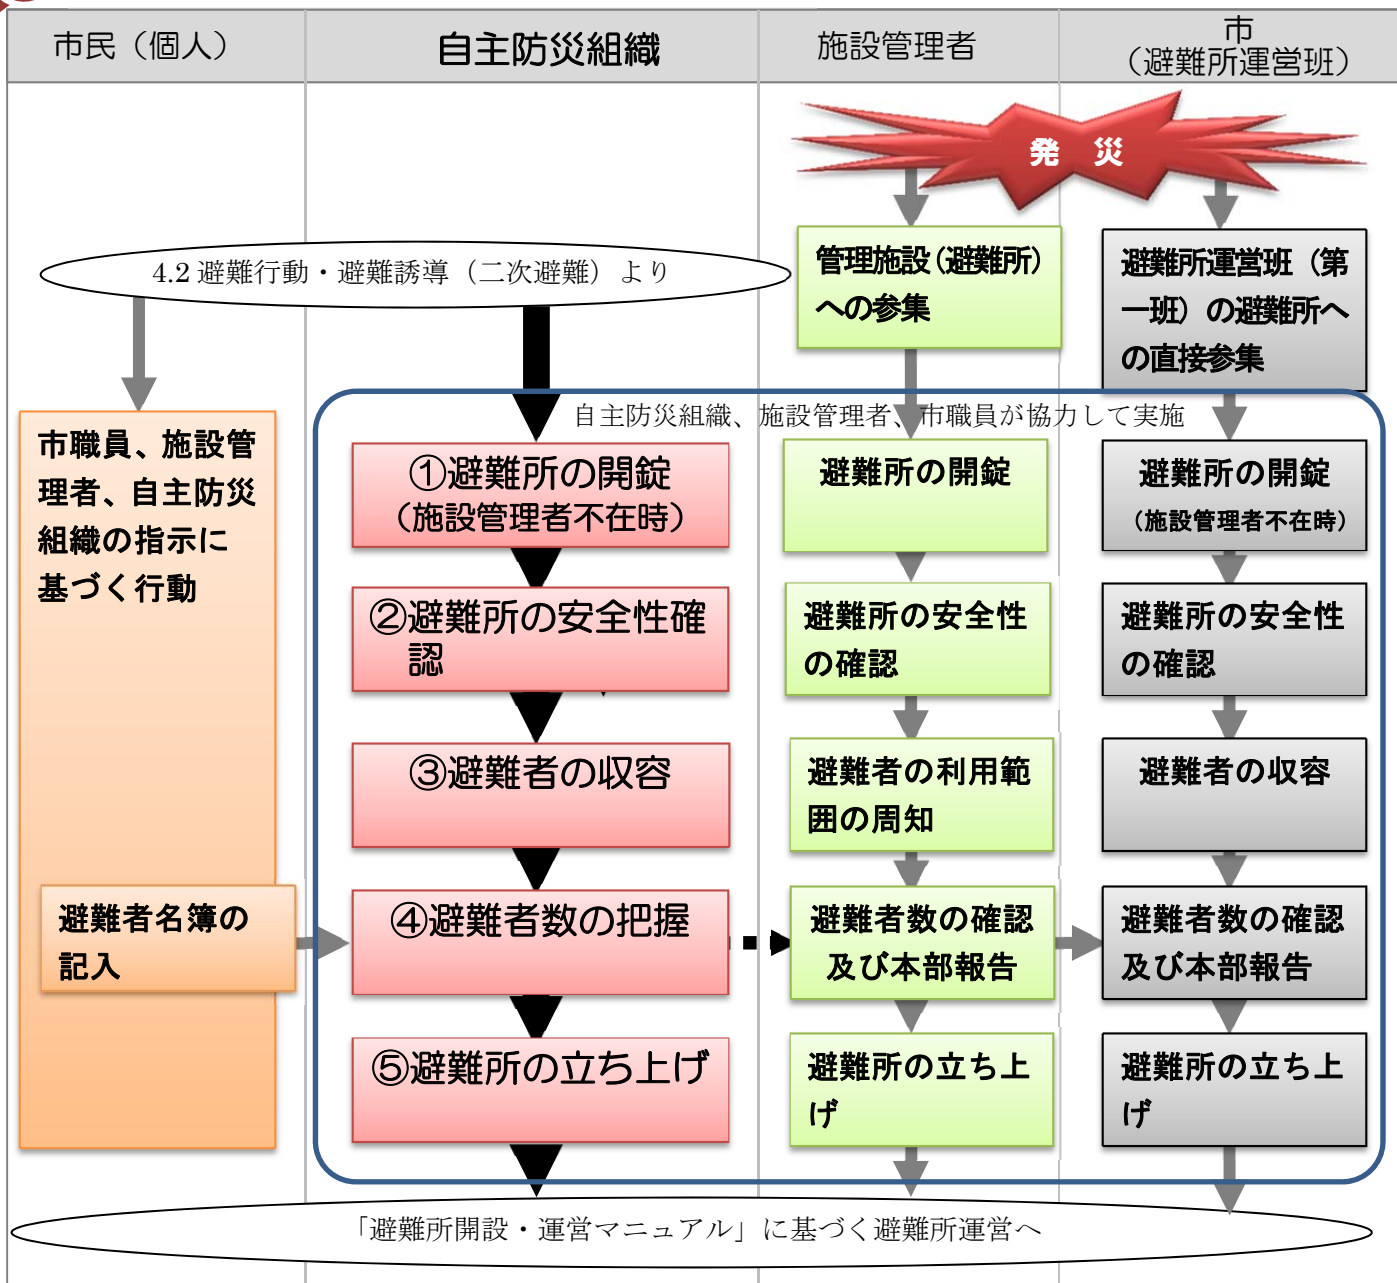 市民（個人）
自主防災組織
施設管理者
市
（避難所運営班）
発　災
4.2 避難行動・避難誘導（二次避難）より
管理施設（避難所）
への参集
避難所運営班（第
一班）の避難所へ
の直接参集
自主防災組織、施設管理者、市職員が協力して実施
市職員、施設管
理者、自主防災
組織の指示に
基づく行動
①避難所の開錠
（施設管理者不在時）
避難所の開錠
避難所の開錠
（施設管理者不在時）
②避難所の安全性確
認
避難所の安全性
の確認
避難所の安全性
の確認
③避難者の収容
避難者の利用範
囲の周知
避難者の収容
避難者名簿の
記入
④避難者数の把握
避難者数の確認
及び本部報告
避難者数の確認
及び本部報告
⑤避難所の立ち上げ
避難所の立ち上
げ
避難所の立ち上
げ
「避難所開設・運営マニュアル」に基づく避難所運営へ